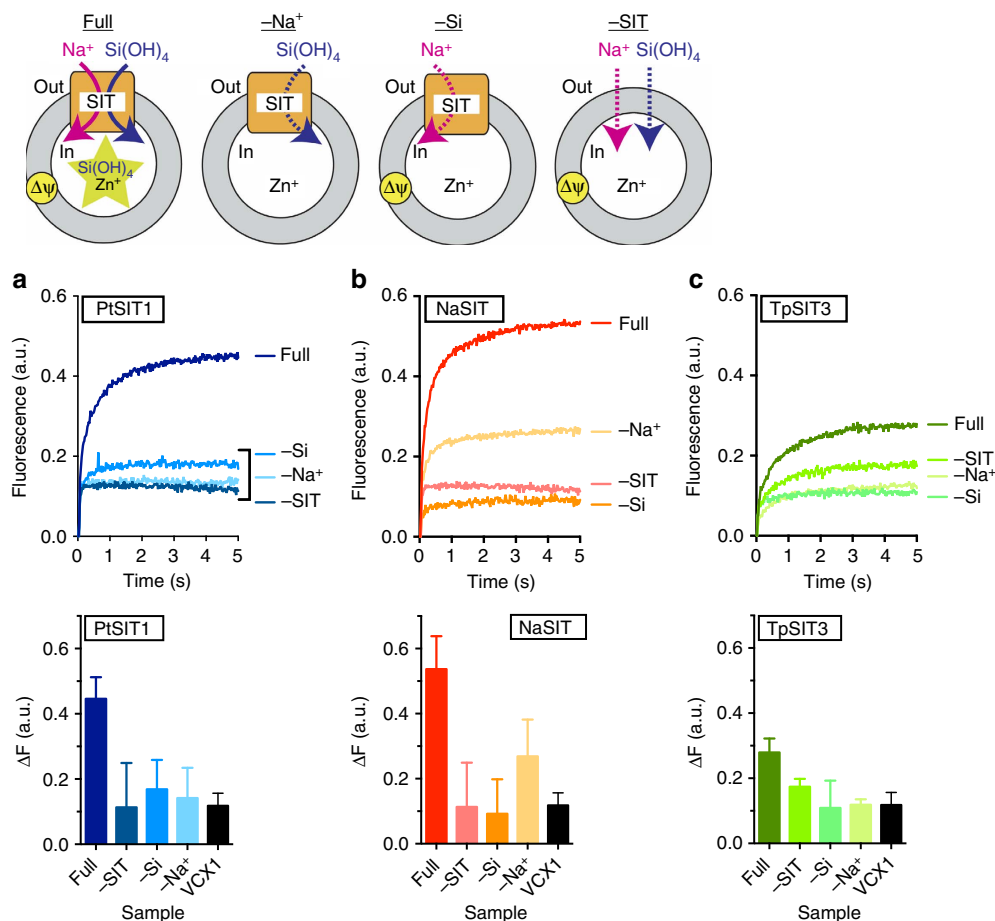 Full
–Na⁺
–Si
–SIT
Na⁺ Si(OH)₄
Si(OH)₄
Na⁺
Na⁺ Si(OH)₄
Out
SIT
In
Si(OH)₄
Zn⁺
Δψ
Out
SIT
In
Zn⁺
Out
SIT
In
Zn⁺
Δψ
Out
In
Zn⁺
Δψ
a
PtSIT1
Fluorescence (a.u.)
0.6
0.4
0.2
0.0
0 1 2 3 4 5
Time (s)
Full
–Si
–Na⁺
–SIT
b
NaSIT
Fluorescence (a.u.)
0.6
0.4
0.2
0.0
0 1 2 3 4 5
Time (s)
Full
–Na⁺
–SIT
–Si
c
TpSIT3
Fluorescence (a.u.)
0.6
0.4
0.2
0.0
0 1 2 3 4 5
Time (s)
Full
–SIT
–Na⁺
–Si
PtSIT1
ΔF (a.u.)
0.6
0.4
0.2
0.0
Full –SIT –Si –Na⁺ VCX1
Sample
NaSIT
ΔF (a.u.)
0.6
0.4
0.2
0.0
Full –SIT –Si –Na⁺ VCX1
Sample
TpSIT3
ΔF (a.u.)
0.6
0.4
0.2
0.0
Full –SIT –Si –Na⁺ VCX1
Sample